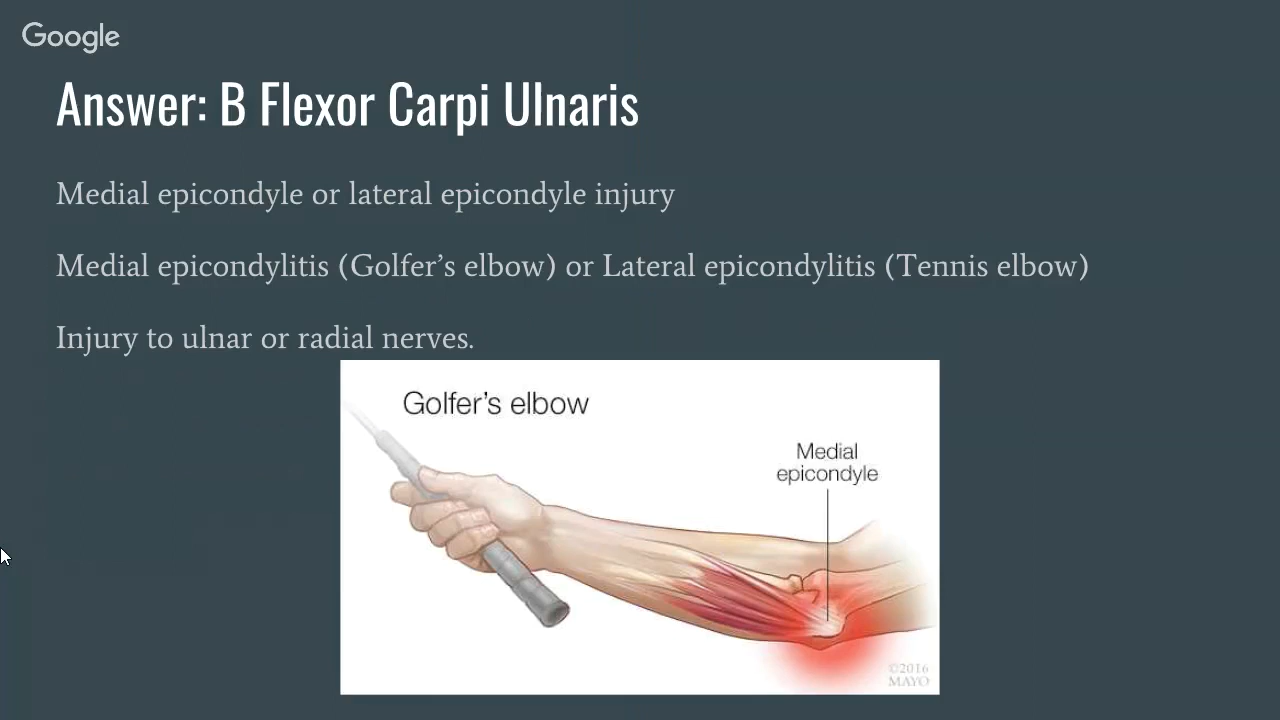 Google
Answer: B Flexor Carpi Ulnaris
Medial epicondyle or lateral epicondyle injury
Medial epicondylitis (Golfer’s elbow) or Lateral epicondylitis (Tennis elbow)
Injury to ulnar or radial nerves.
Golfer’s elbow
Medial
epicondyle
©2016
MAYO